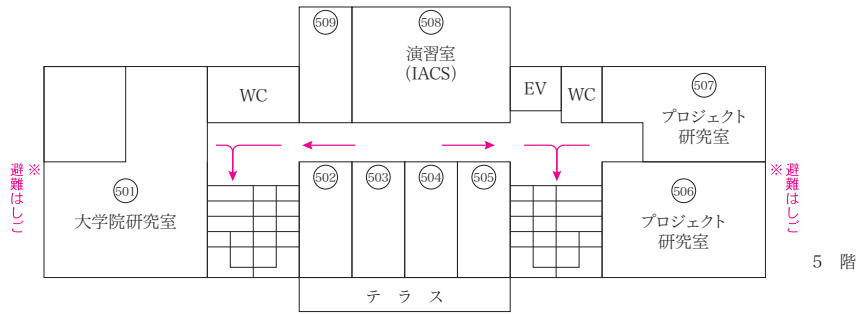 509
508
演習室
(IACS)
WC
EV
WC
507
プロジェクト
研究室
※
避難はしご
501
大学院研究室
502
503
504
505
506
プロジェクト
研究室
※
避難はしご
テラス
5 階